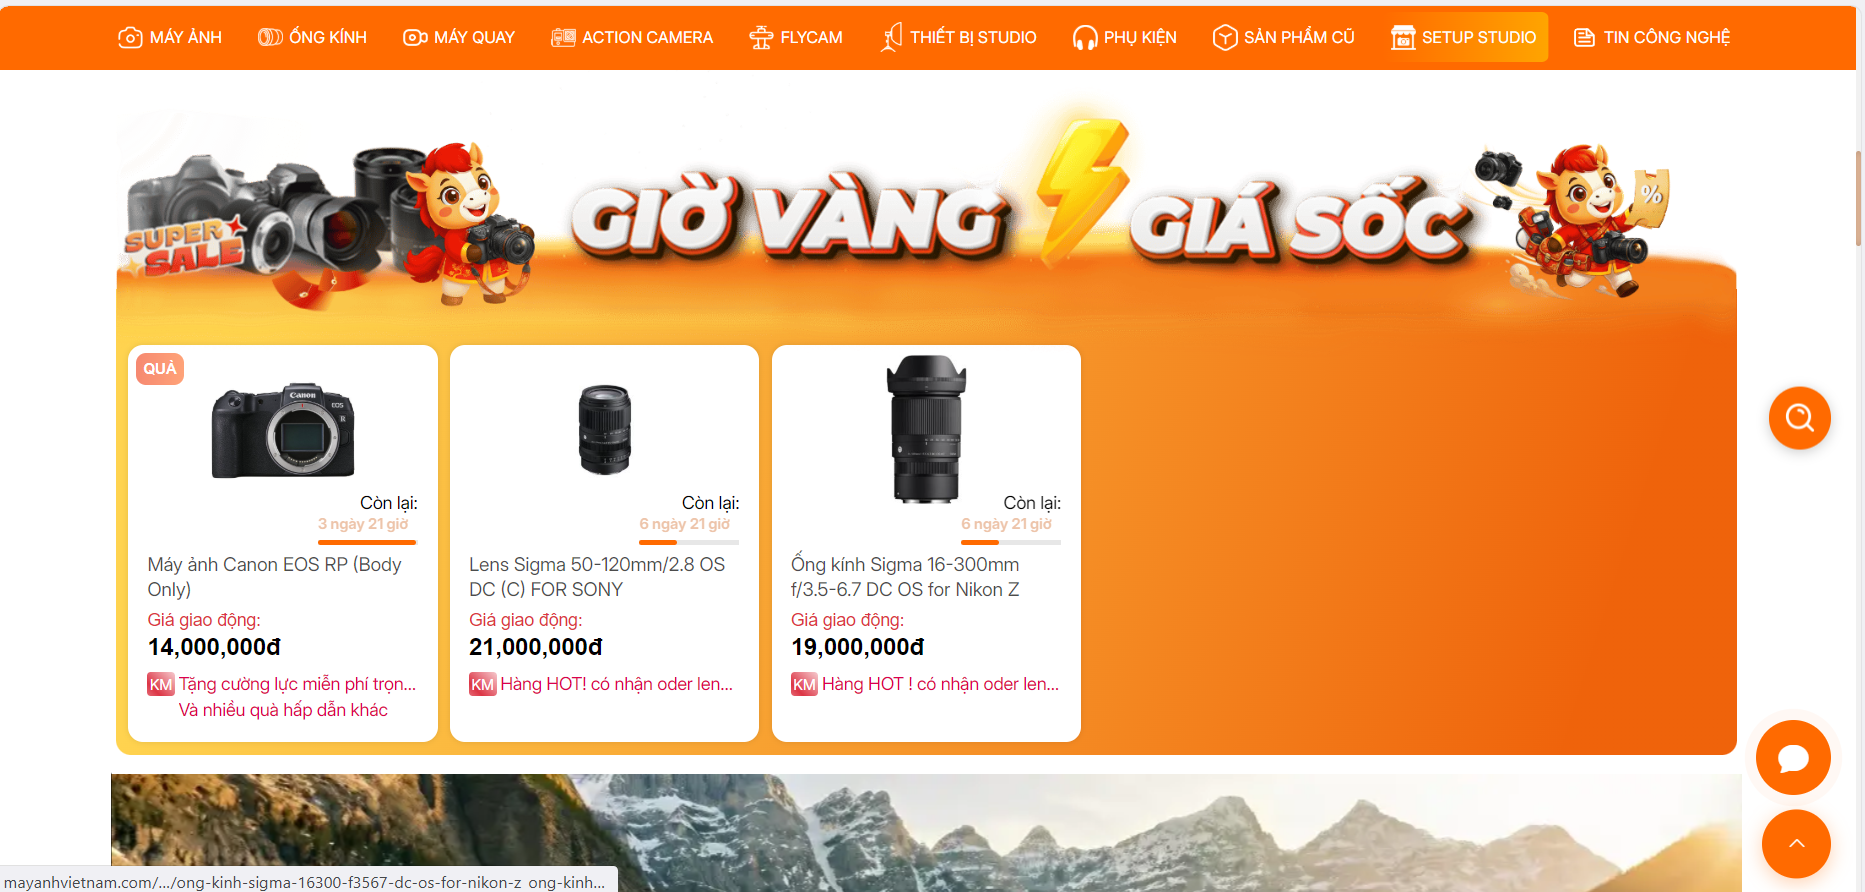 MÁY ẢNH ỐNG KÍNH MÁY QUAY ACTION CAMERA FLYCAM THIẾT BỊ STUDIO PHỤ KIỆN SẢN PHẨM CŨ SETUP STUDIO TIN CÔNG NGHỆ
SUPER SALE
GIỜ VÀNG GIÁ SỐC
%
QUÀ
Canon
EOS
R
Còn lại:
3 ngày 21 giờ
Máy ảnh Canon EOS RP (Body
Only)
Giá giao động:
14,000,000đ
KM Tặng cường lực miễn phí trọn...
Và nhiều quà hấp dẫn khác
Còn lại:
6 ngày 21 giờ
Lens Sigma 50-120mm/2.8 OS
DC (C) FOR SONY
Giá giao động:
21,000,000đ
KM Hàng HOT! có nhận oder len...
Còn lại:
6 ngày 21 giờ
Ống kính Sigma 16-300mm
f/3.5-6.7 DC OS for Nikon Z
Giá giao động:
19,000,000đ
KM Hàng HOT ! có nhận oder len...
mayanhvietnam.com/.../ong-kinh-sigma-16300-f3567-dc-os-for-nikon-z_ong-kinh...